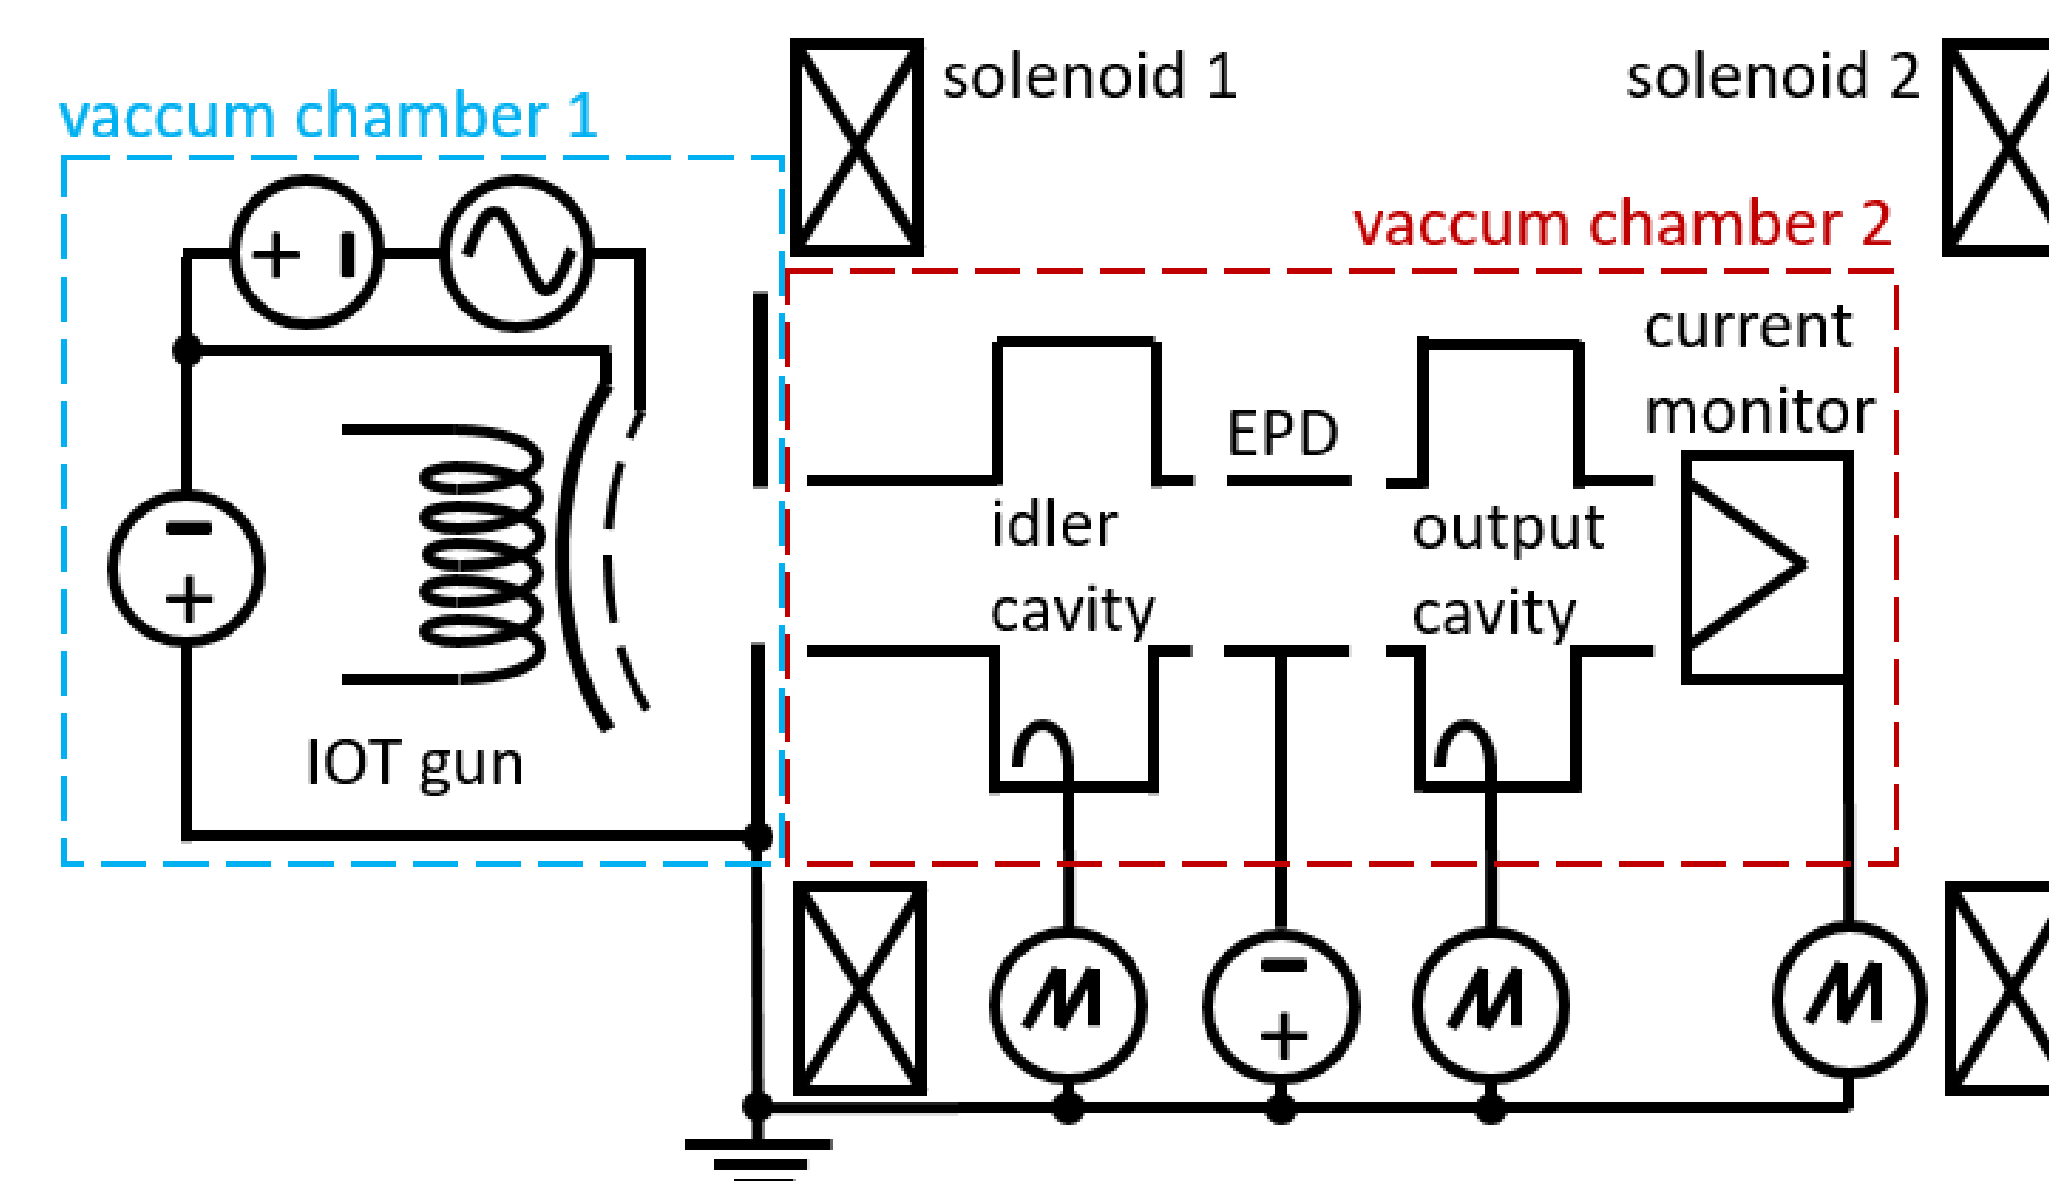 solenoid 1
solenoid 2
vaccum chamber 1
vaccum chamber 2
current
monitor
EPD
idler
cavity
output
cavity
IOT gun